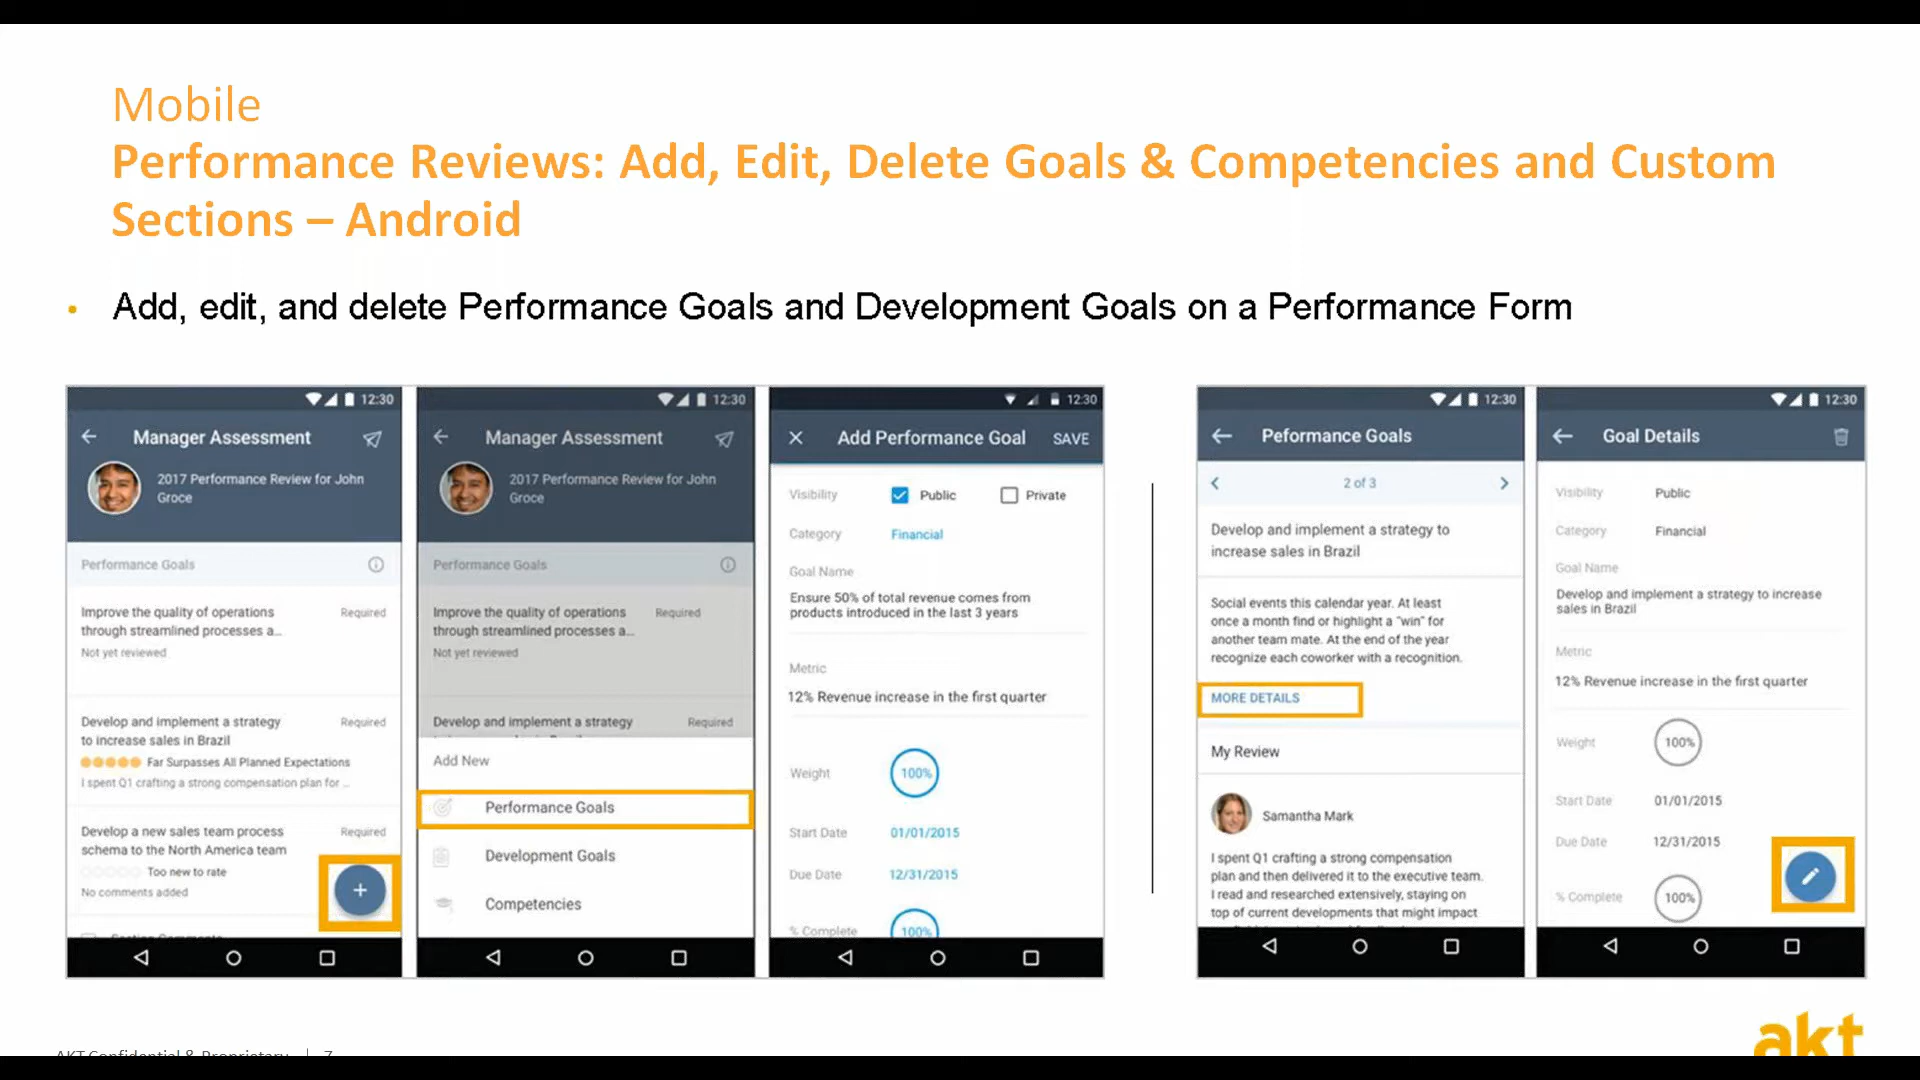 Mobile
Performance Reviews: Add, Edit, Delete Goals & Competencies and Custom
Sections – Android
• Add, edit, and delete Performance Goals and Development Goals on a Performance Form
12:30
Manager Assessment
2017 Performance Review for John
Groce
Performance Goals
Improve the quality of operations Required
through streamlined processes a...
Not yet reviewed
Develop and implement a strategy Required
to increase sales in Brazil
Far Surpasses All Planned Expectations
I spent Q1 crafting a strong compensation plan for ...
Develop a new sales team process Required
schema to the North America team
Too new to rate
No comments added
12:30
Manager Assessment
2017 Performance Review for John
Groce
Performance Goals
Improve the quality of operations Required
through streamlined processes a...
Not yet reviewed
Develop and implement a strategy Required
Add New
Performance Goals
Development Goals
Competencies
12:30
Add Performance Goal SAVE
Visibility Public Private
Category Financial
Goal Name
Ensure 50% of total revenue comes from
products introduced in the last 3 years
Metric
12% Revenue increase in the first quarter
Weight 100%
Start Date 01/01/2015
Due Date 12/31/2015
% Complete 100%
12:30
Peformance Goals
2 of 3
Develop and implement a strategy to
increase sales in Brazil
Social events this calendar year. At least
once a month find or highlight a "win" for
another team mate. At the end of the year
recognize each coworker with a recognition.
MORE DETAILS
My Review
Samantha Mark
I spent Q1 crafting a strong compensation
plan and then delivered it to the executive team.
I read and researched extensively, staying on
top of current developments that might impact
12:30
Goal Details
Visibility Public
Category Financial
Goal Name
Develop and implement a strategy to increase
sales in Brazil
Metric
12% Revenue increase in the first quarter
Weight 100%
Start Date 01/01/2015
Due Date 12/31/2015
% Complete 100%
AKT Confidential & Proprietary | 7
akt